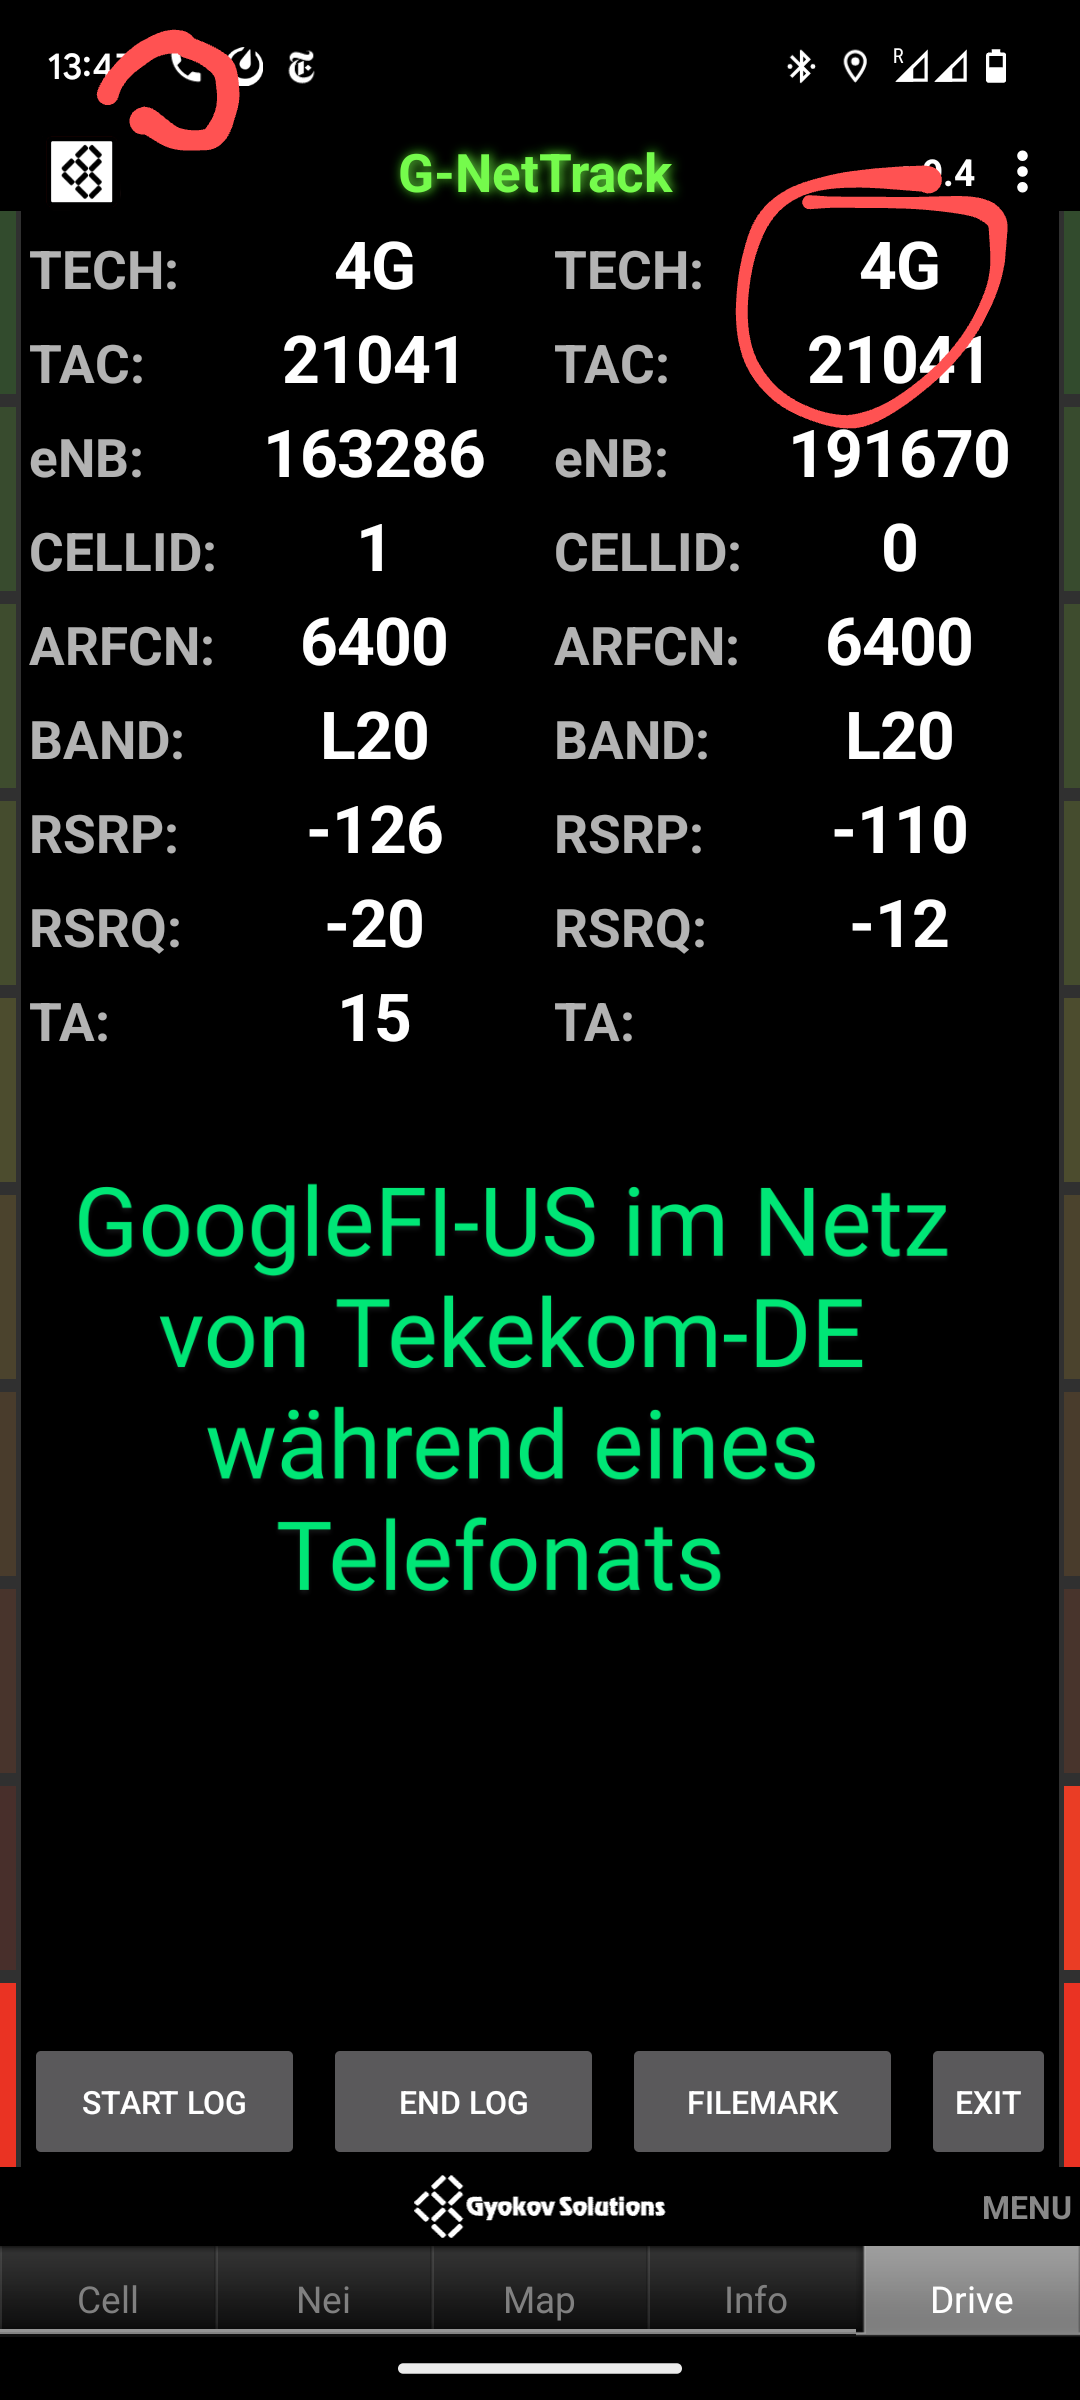 13:4
R
G-NetTrack
.4
TECH: 4G TECH: 4G
TAC: 21041 TAC: 21041
eNB: 163286 eNB: 191670
CELLID: 1 CELLID: 0
ARFCN: 6400 ARFCN: 6400
BAND: L20 BAND: L20
RSRP: -126 RSRP: -110
RSRQ: -20 RSRQ: -12
TA: 15 TA:
GoogleFI-US im Netz
von Tekekom-DE
während eines
Telefonats
START LOG END LOG FILEMARK EXIT
Gyokov Solutions MENU
Cell Nei Map Info Drive